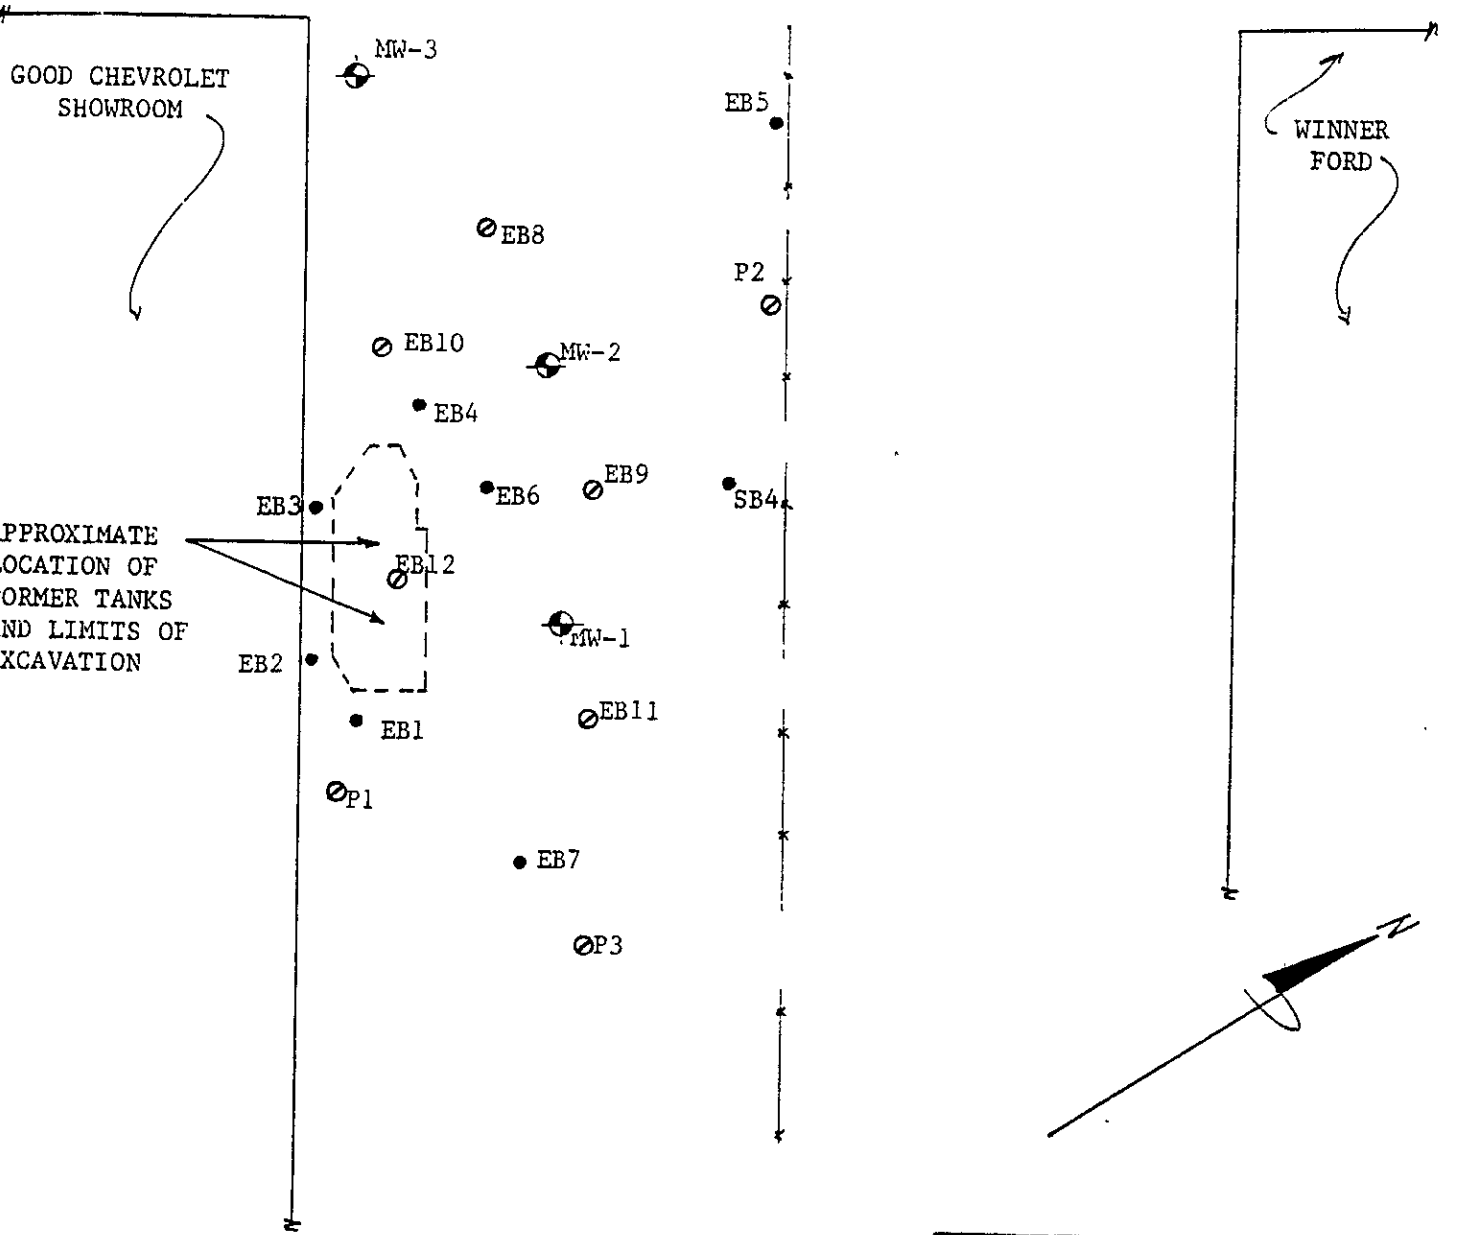 MW-3
GOOD CHEVROLET
SHOWROOM
EB5
WINNER
FORD
EB8
P2
EB10
MW-2
EB4
EB9
EB6
SB4
EB3
PPROXIMATE
LOCATION OF
ORMER TANKS
ND LIMITS OF
XCAVATION
EB12
MW-1
EB2
EB11
EB1
P1
EB7
P3
N